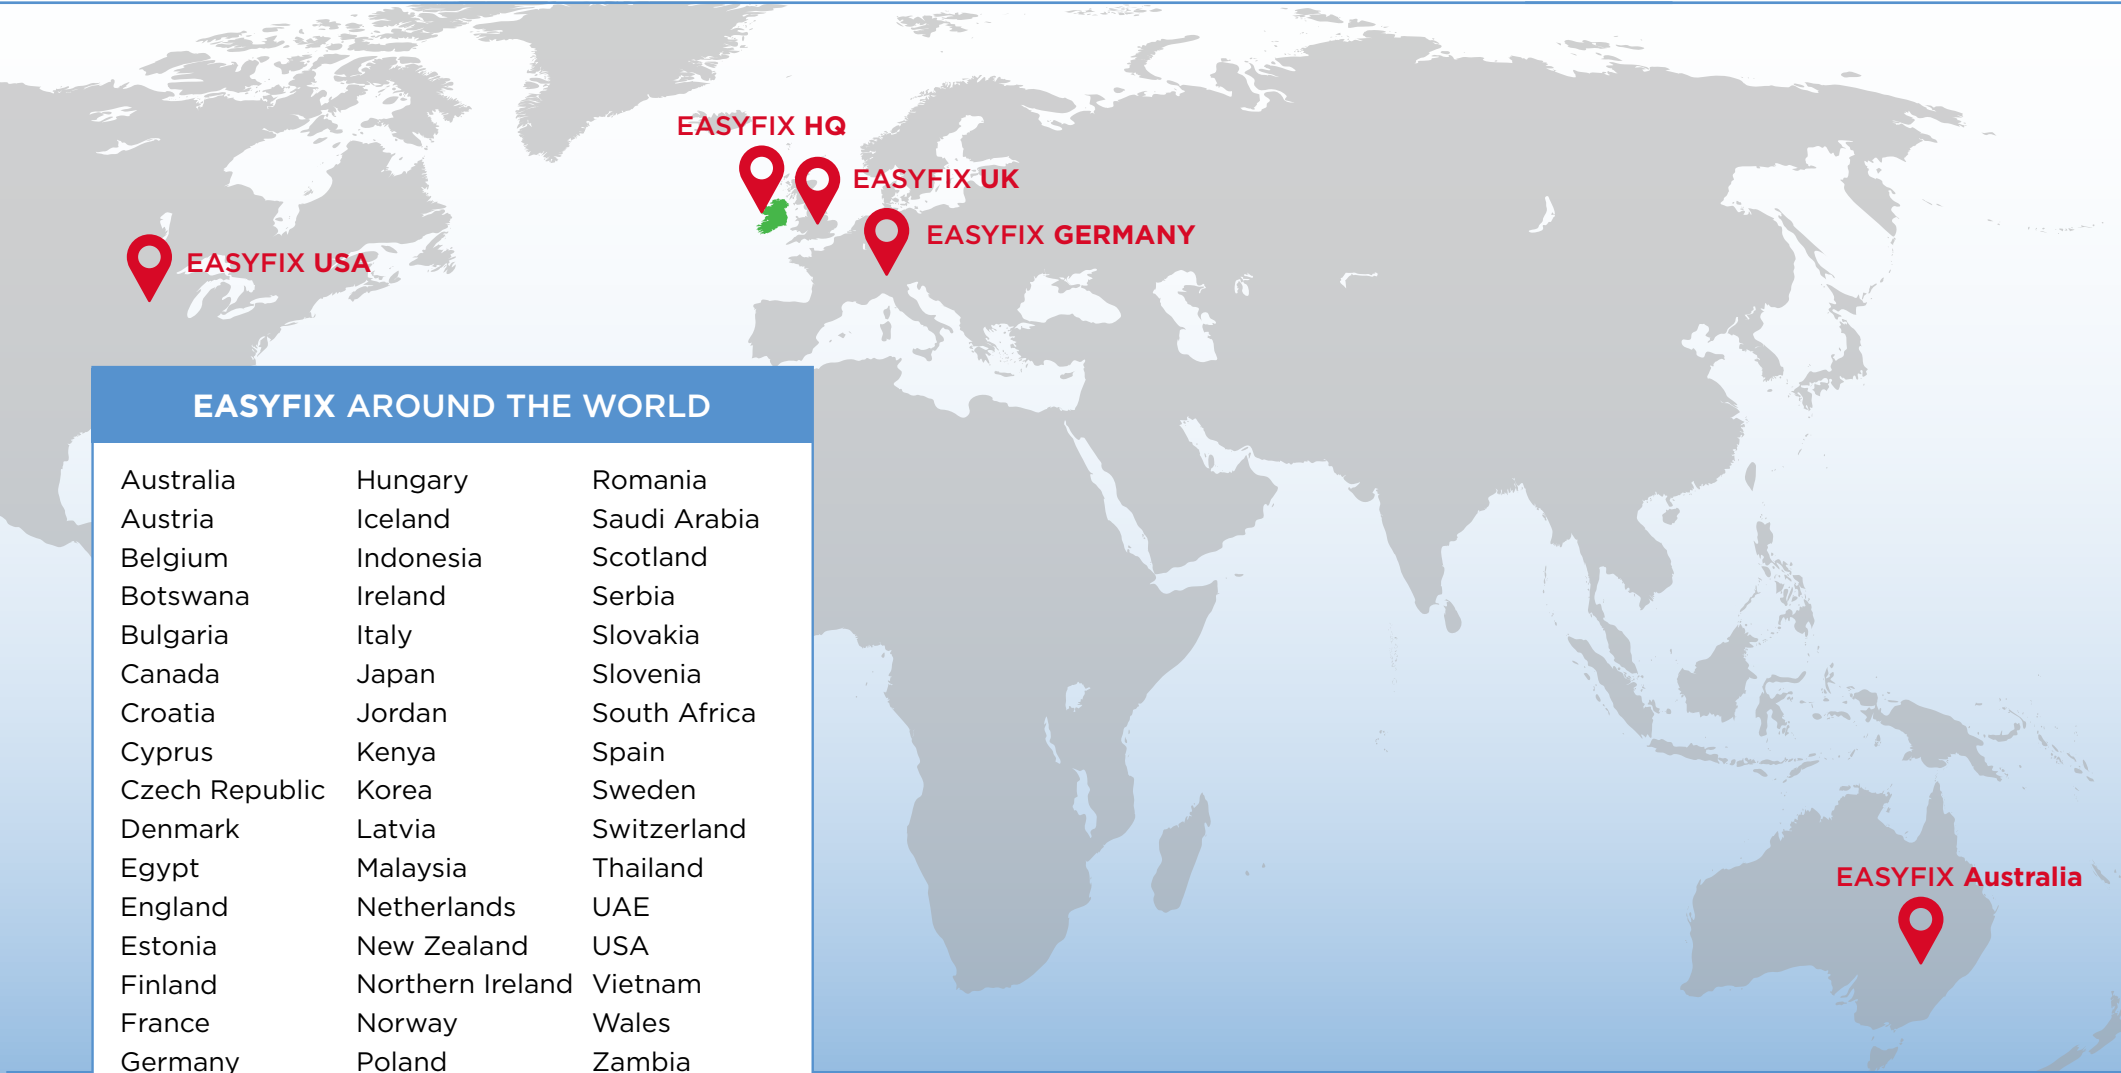 EASYFIX HQ
EASYFIX UK
EASYFIX GERMANY
EASYFIX USA
EASYFIX AROUND THE WORLD
Australia
Austria
Belgium
Botswana
Bulgaria
Canada
Croatia
Cyprus
Czech Republic
Denmark
Egypt
England
Estonia
Finland
France
Germany
Hungary
Iceland
Indonesia
Ireland
Italy
Japan
Jordan
Kenya
Korea
Latvia
Malaysia
Netherlands
New Zealand
Northern Ireland
Norway
Poland
Romania
Saudi Arabia
Scotland
Serbia
Slovakia
Slovenia
South Africa
Spain
Sweden
Switzerland
Thailand
UAE
USA
Vietnam
Wales
Zambia
EASYFIX Australia